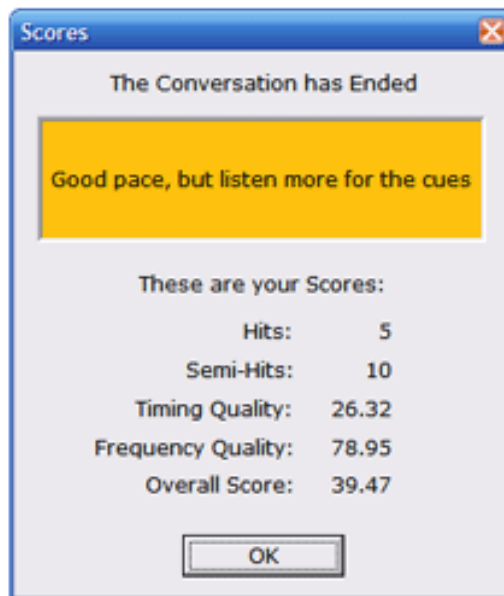 Scores
The Conversation has Ended
Good pace, but listen more for the cues
These are your Scores:
Hits: 5
Semi-Hits: 10
Timing Quality: 26.32
Frequency Quality: 78.95
Overall Score: 39.47
OK